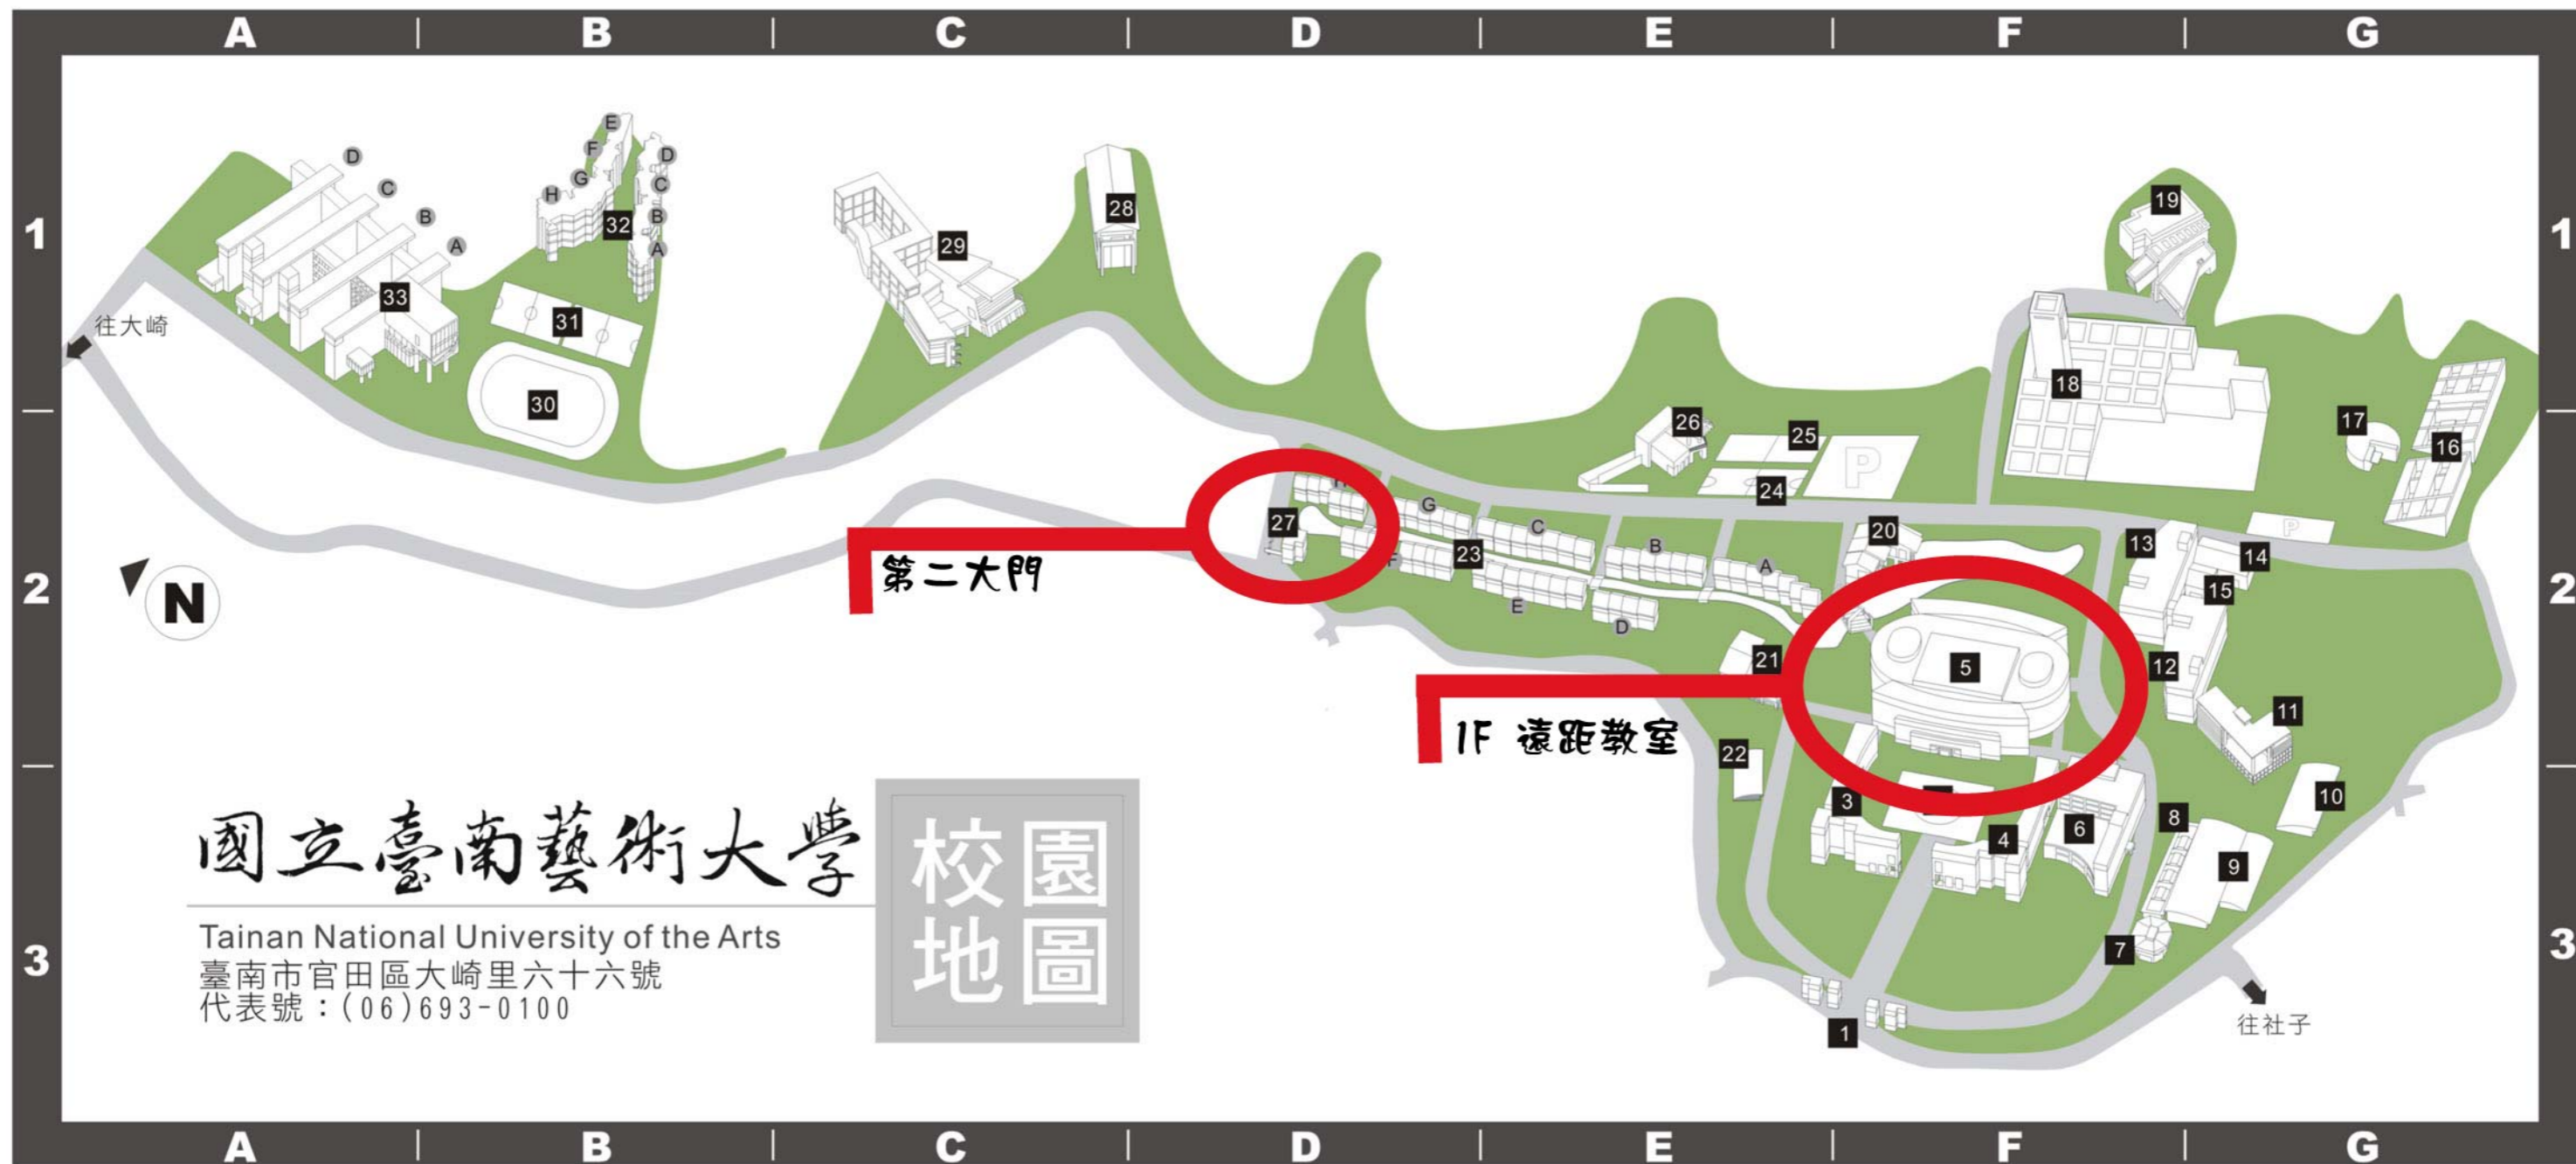 A B C D E F G
1 1
2 2
3 3
D
C
B
A
33
往大崎
E
F
G
H
D
C
B
A
32
31
30
29
28
19
18
17
16
26
25
P
24
P
27
H
G
C
B
A
23
F
E
D
20
13
14
15
12
11
21
5
22
3
4
6
8
10
9
7
1
往社子
第二大門
1F 遠距教室
N
國立臺南藝術大學
校園
地圖
Tainan National University of the Arts
臺南市官田區大崎里六十六號
代表號：(06)693-0100
A B C D E F G